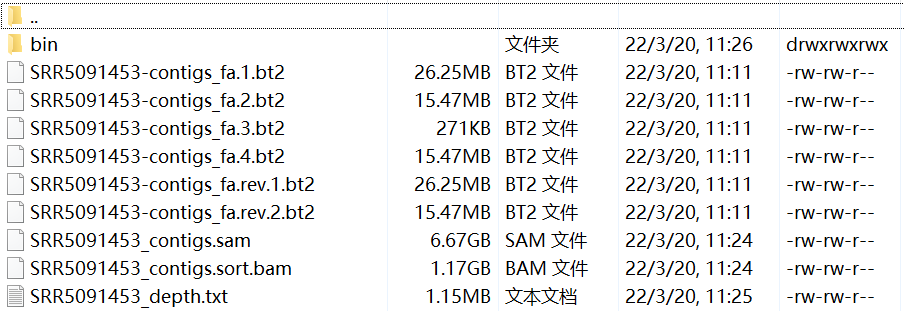 ..
bin 文件夹 22/3/20, 11:26 drwxrwxrwx
SRR5091453-contigs_fa.1.bt2 26.25MB BT2 文件 22/3/20, 11:11 -rw-rw-r--
SRR5091453-contigs_fa.2.bt2 15.47MB BT2 文件 22/3/20, 11:11 -rw-rw-r--
SRR5091453-contigs_fa.3.bt2 271KB BT2 文件 22/3/20, 11:11 -rw-rw-r--
SRR5091453-contigs_fa.4.bt2 15.47MB BT2 文件 22/3/20, 11:11 -rw-rw-r--
SRR5091453-contigs_fa.rev.1.bt2 26.25MB BT2 文件 22/3/20, 11:11 -rw-rw-r--
SRR5091453-contigs_fa.rev.2.bt2 15.47MB BT2 文件 22/3/20, 11:11 -rw-rw-r--
SRR5091453_contigs.sam 6.67GB SAM 文件 22/3/20, 11:24 -rw-rw-r--
SRR5091453_contigs.sort.bam 1.17GB BAM 文件 22/3/20, 11:24 -rw-rw-r--
SRR5091453_depth.txt 1.15MB 文本文档 22/3/20, 11:25 -rw-rw-r--